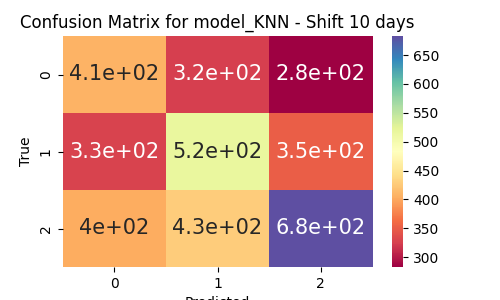 Confusion Matrix for model_KNN - Shift 10 days
0 4.1e+02 3.2e+02 2.8e+02
1 3.3e+02 5.2e+02 3.5e+02
2 4e+02 4.3e+02 6.8e+02
True
0 1 2
Predicted
650
600
550
500
450
400
350
300